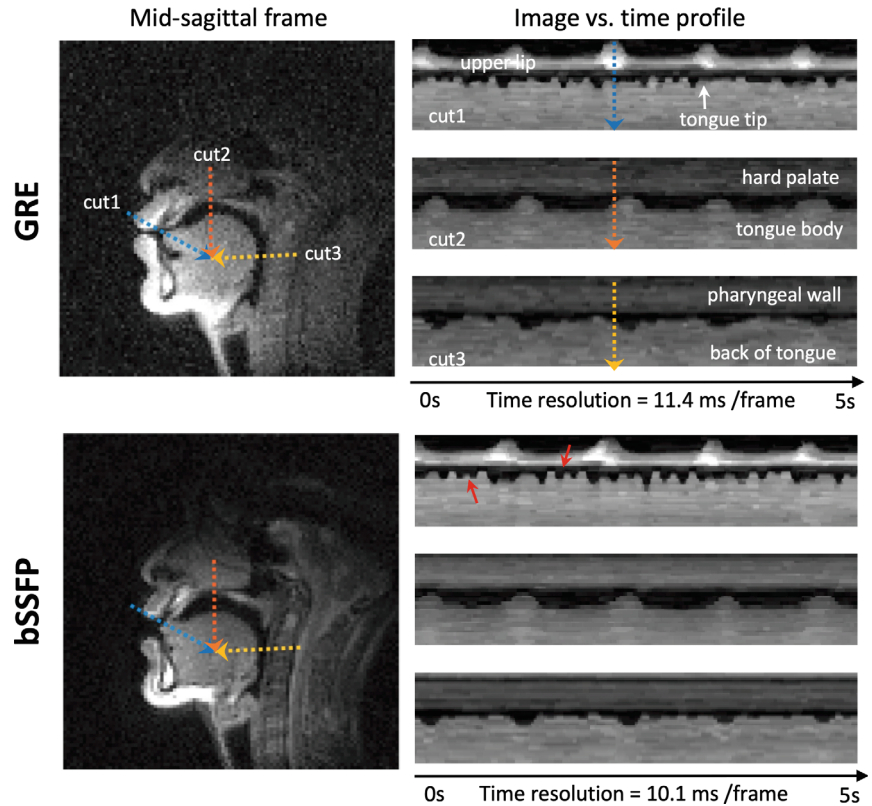 Mid-sagittal frame
Image vs. time profile
GRE
cut1
cut2
cut3
upper lip
tongue tip
cut1
hard palate
tongue body
cut2
pharyngeal wall
back of tongue
cut3
0s Time resolution = 11.4 ms /frame 5s
bSSFP
0s Time resolution = 10.1 ms /frame 5s